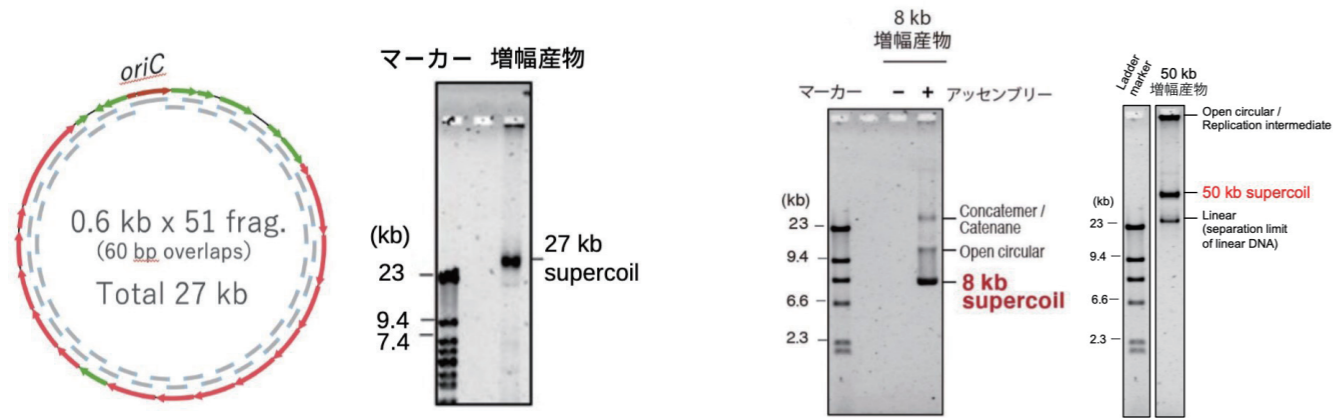 oriC
0.6 kb x 51 frag.
(60 bp overlaps)
Total 27 kb
マーカー 増幅産物
(kb)
23
9.4
7.4
27 kb
supercoil
8 kb
増幅産物
マーカー − + アッセンブリー
(kb)
23
9.4
6.6
2.3
Concatemer /
Catenane
Open circular
8 kb
supercoil
Ladder
marker
50 kb
増幅産物
(kb)
23
9.4
6.6
2.3
Open circular /
Replication intermediate
50 kb supercoil
Linear
(separation limit
of linear DNA)